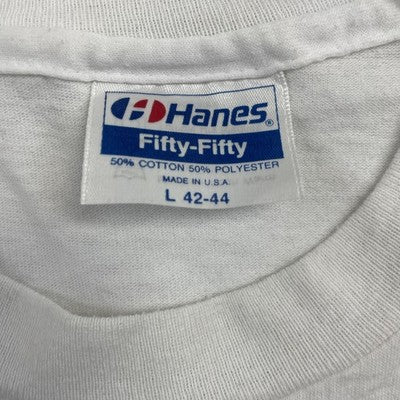 Hanes®
Fifty-Fifty
50% COTTON 50% POLYESTER
MADE IN U.S.A.
L 42-44